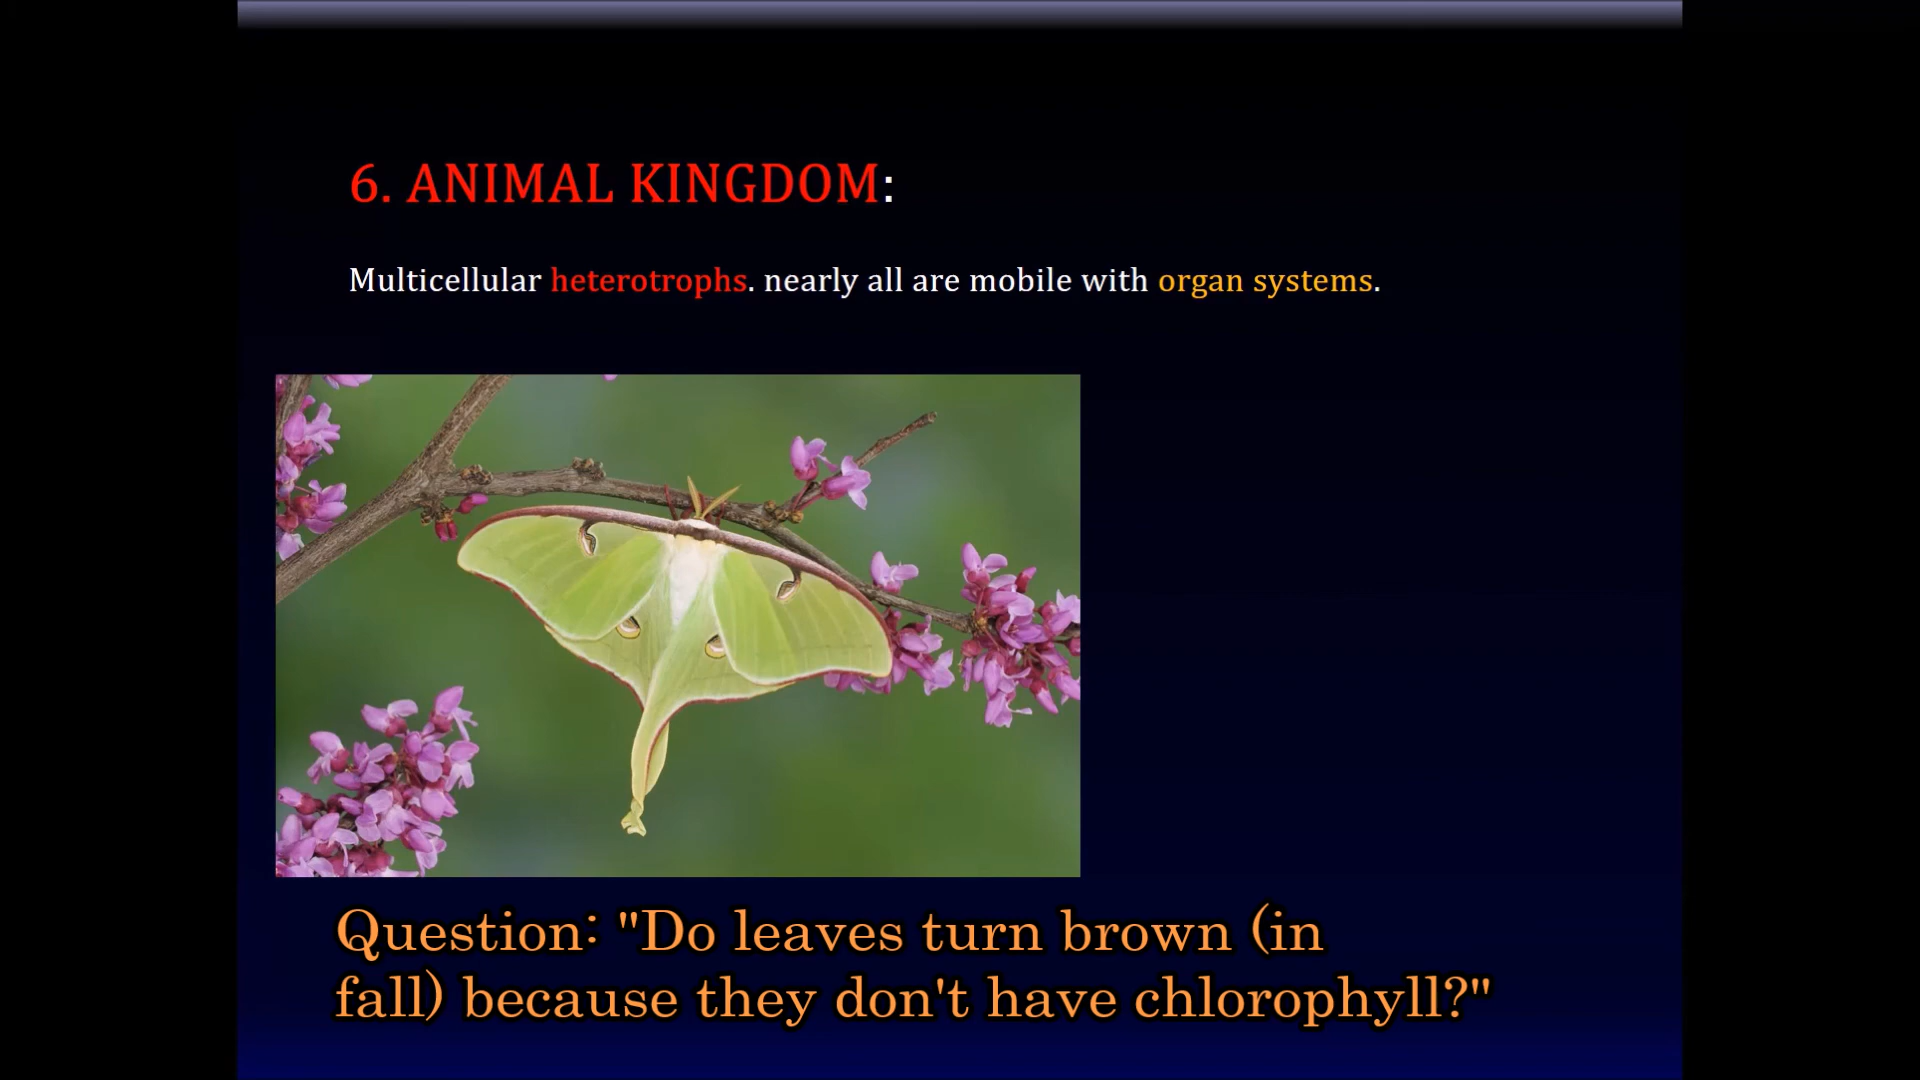 6. ANIMAL KINGDOM:
Multicellular heterotrophs. nearly all are mobile with organ systems.
Question: "Do leaves turn brown (in
fall) because they don't have chlorophyll?"